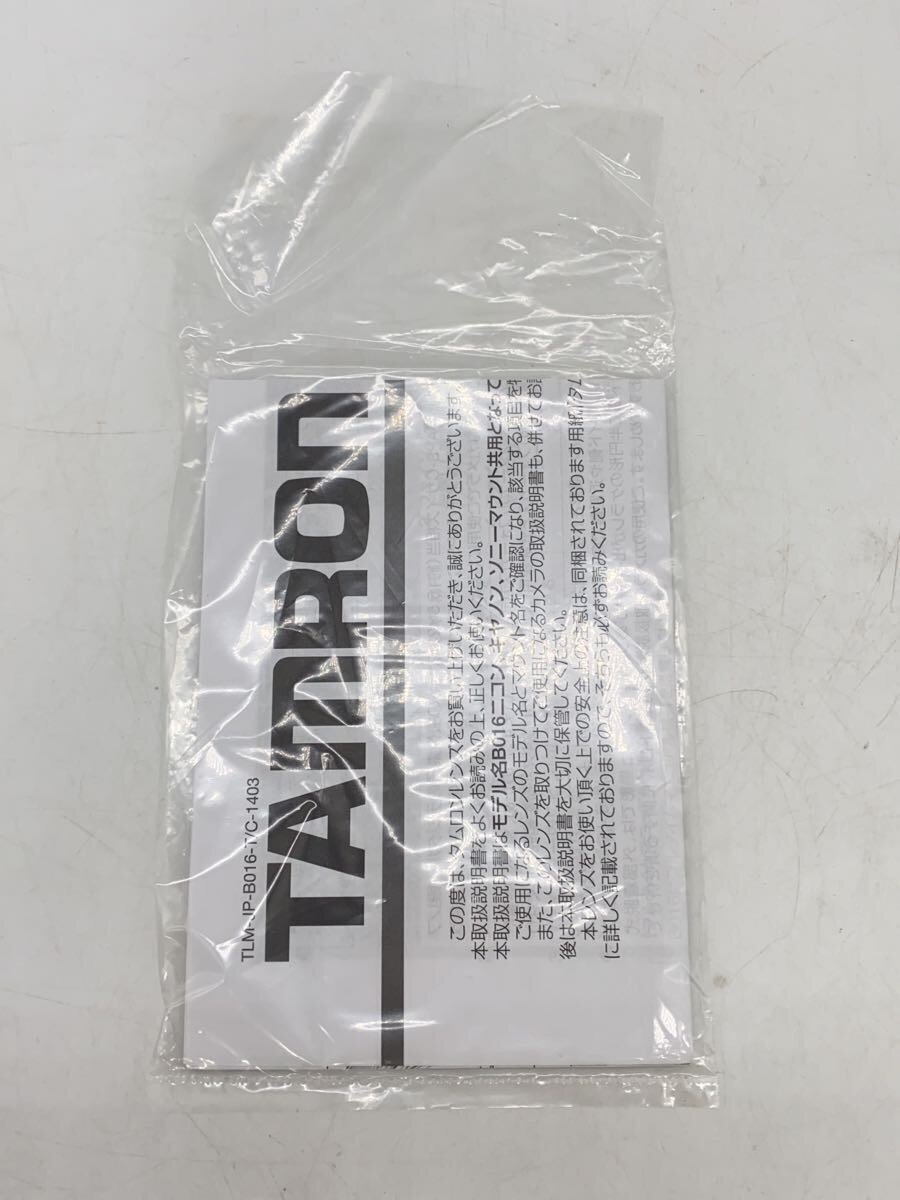 TLM-JP-B016-T/C-1403
TAMRON
この度は、タムロンレンズをお買い上げいただき、誠にありがとうございます。
本取扱説明書をよくお読みの上、正しくお使いください。
本取扱説明書はモデル名B016ニコン、キヤノン、ソニーマウント共用となって
ご使用になるレンズのモデル名とマウント名をご確認になり、該当する項目を
また、このレンズを取りつけてご使用になるカメラの取扱説明書も、併せてお
後は本取扱説明書を大切に保管してください。
本レンズをお使い頂く上での安全上の注意は、同梱されております用紙「タム
に詳しく記載されておりますので、そちらも必ずお読みください。